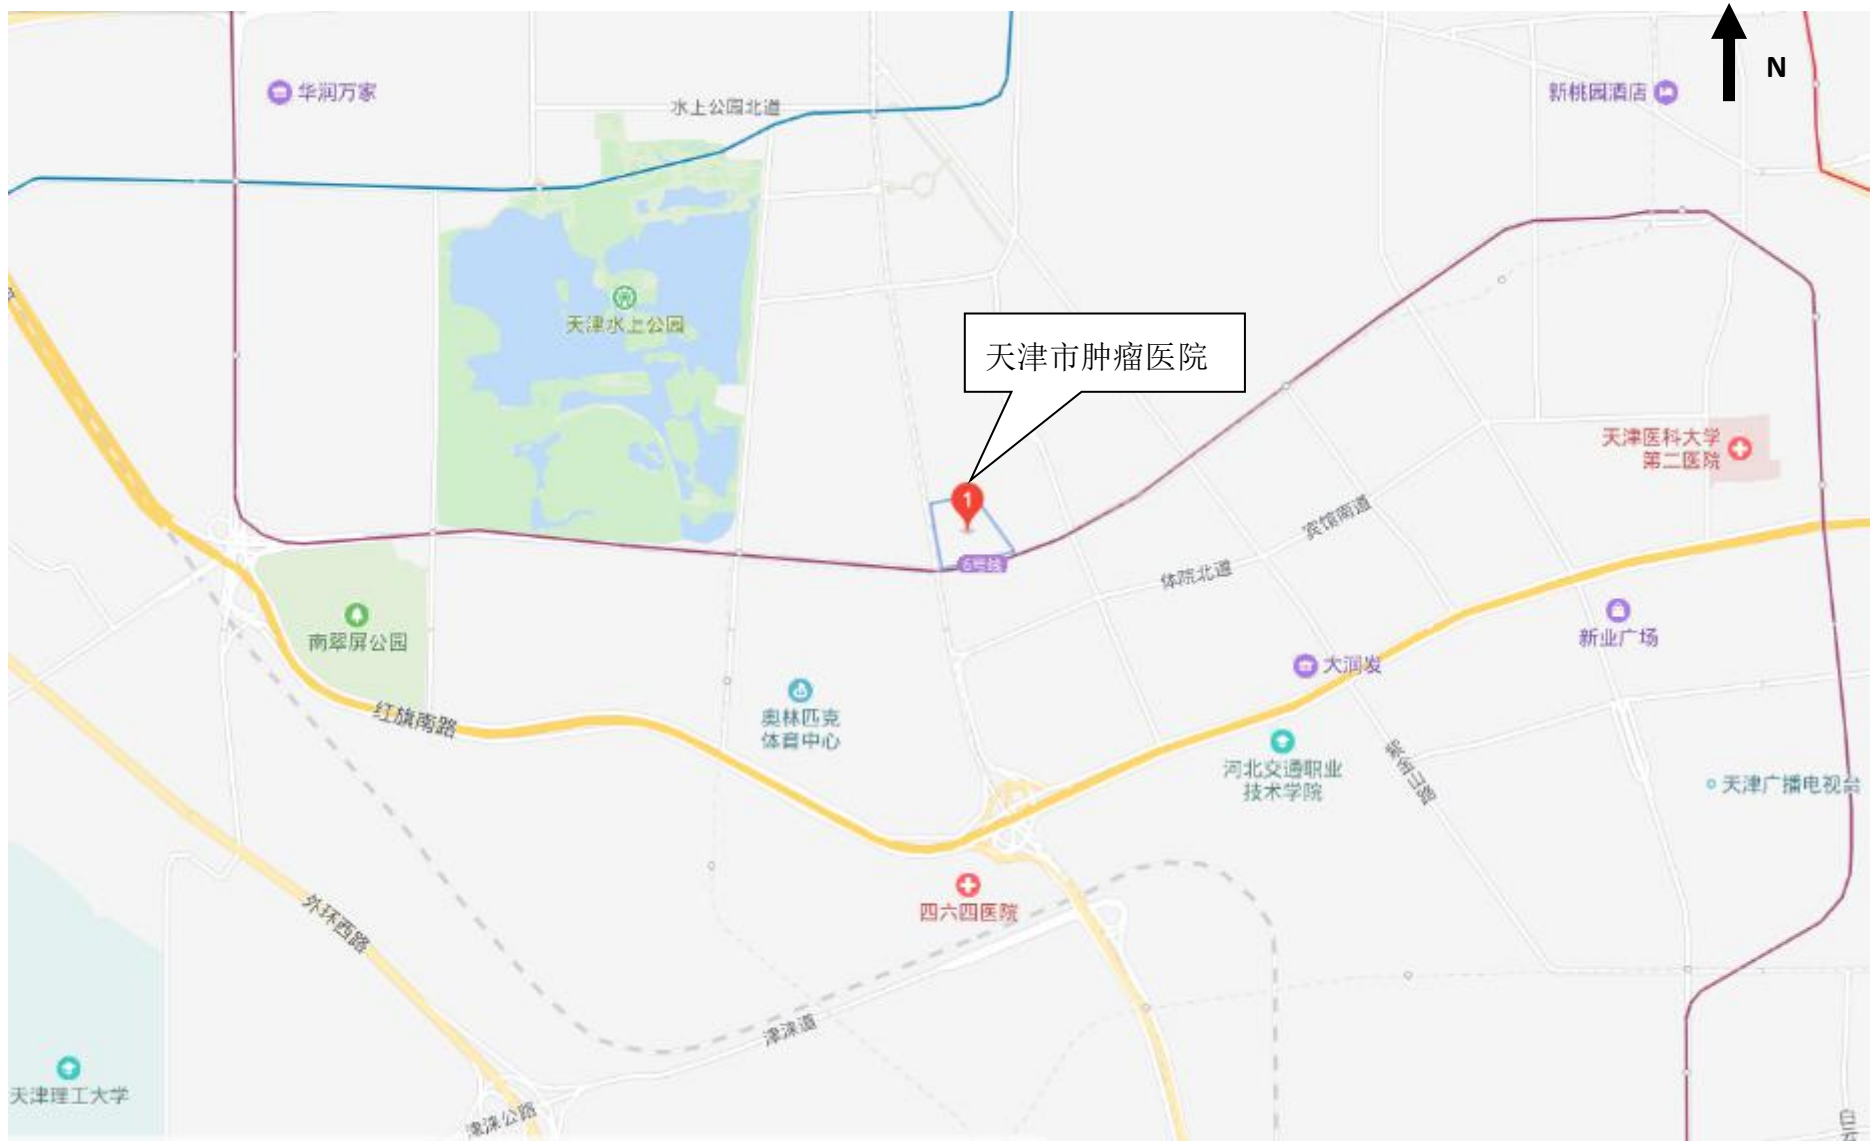 N
华润万家
水上公园北道
新桃园酒店
天津水上公园
天津市肿瘤医院
1
天津医科大学
第二医院
宾馆南道
6号线
体院北道
南翠屏公园
新业广场
大润发
红旗南路
奥林匹克
体育中心
河北交通职业
技术学院
紫金山路
天津广播电视台
四六四医院
外环西路
津涞道
天津理工大学
津涞公路